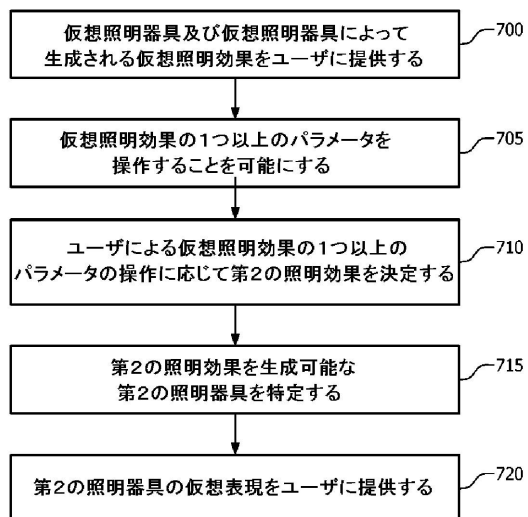 仮想照明器具及び仮想照明器具によって
生成される仮想照明効果をユーザに提供する
700
仮想照明効果の1つ以上のパラメータを
操作することを可能にする
705
ユーザによる仮想照明効果の1つ以上の
パラメータの操作に応じて第2の照明効果を決定する
710
第2の照明効果を生成可能な
第2の照明器具を特定する
715
第2の照明器具の仮想表現をユーザに提供する
720